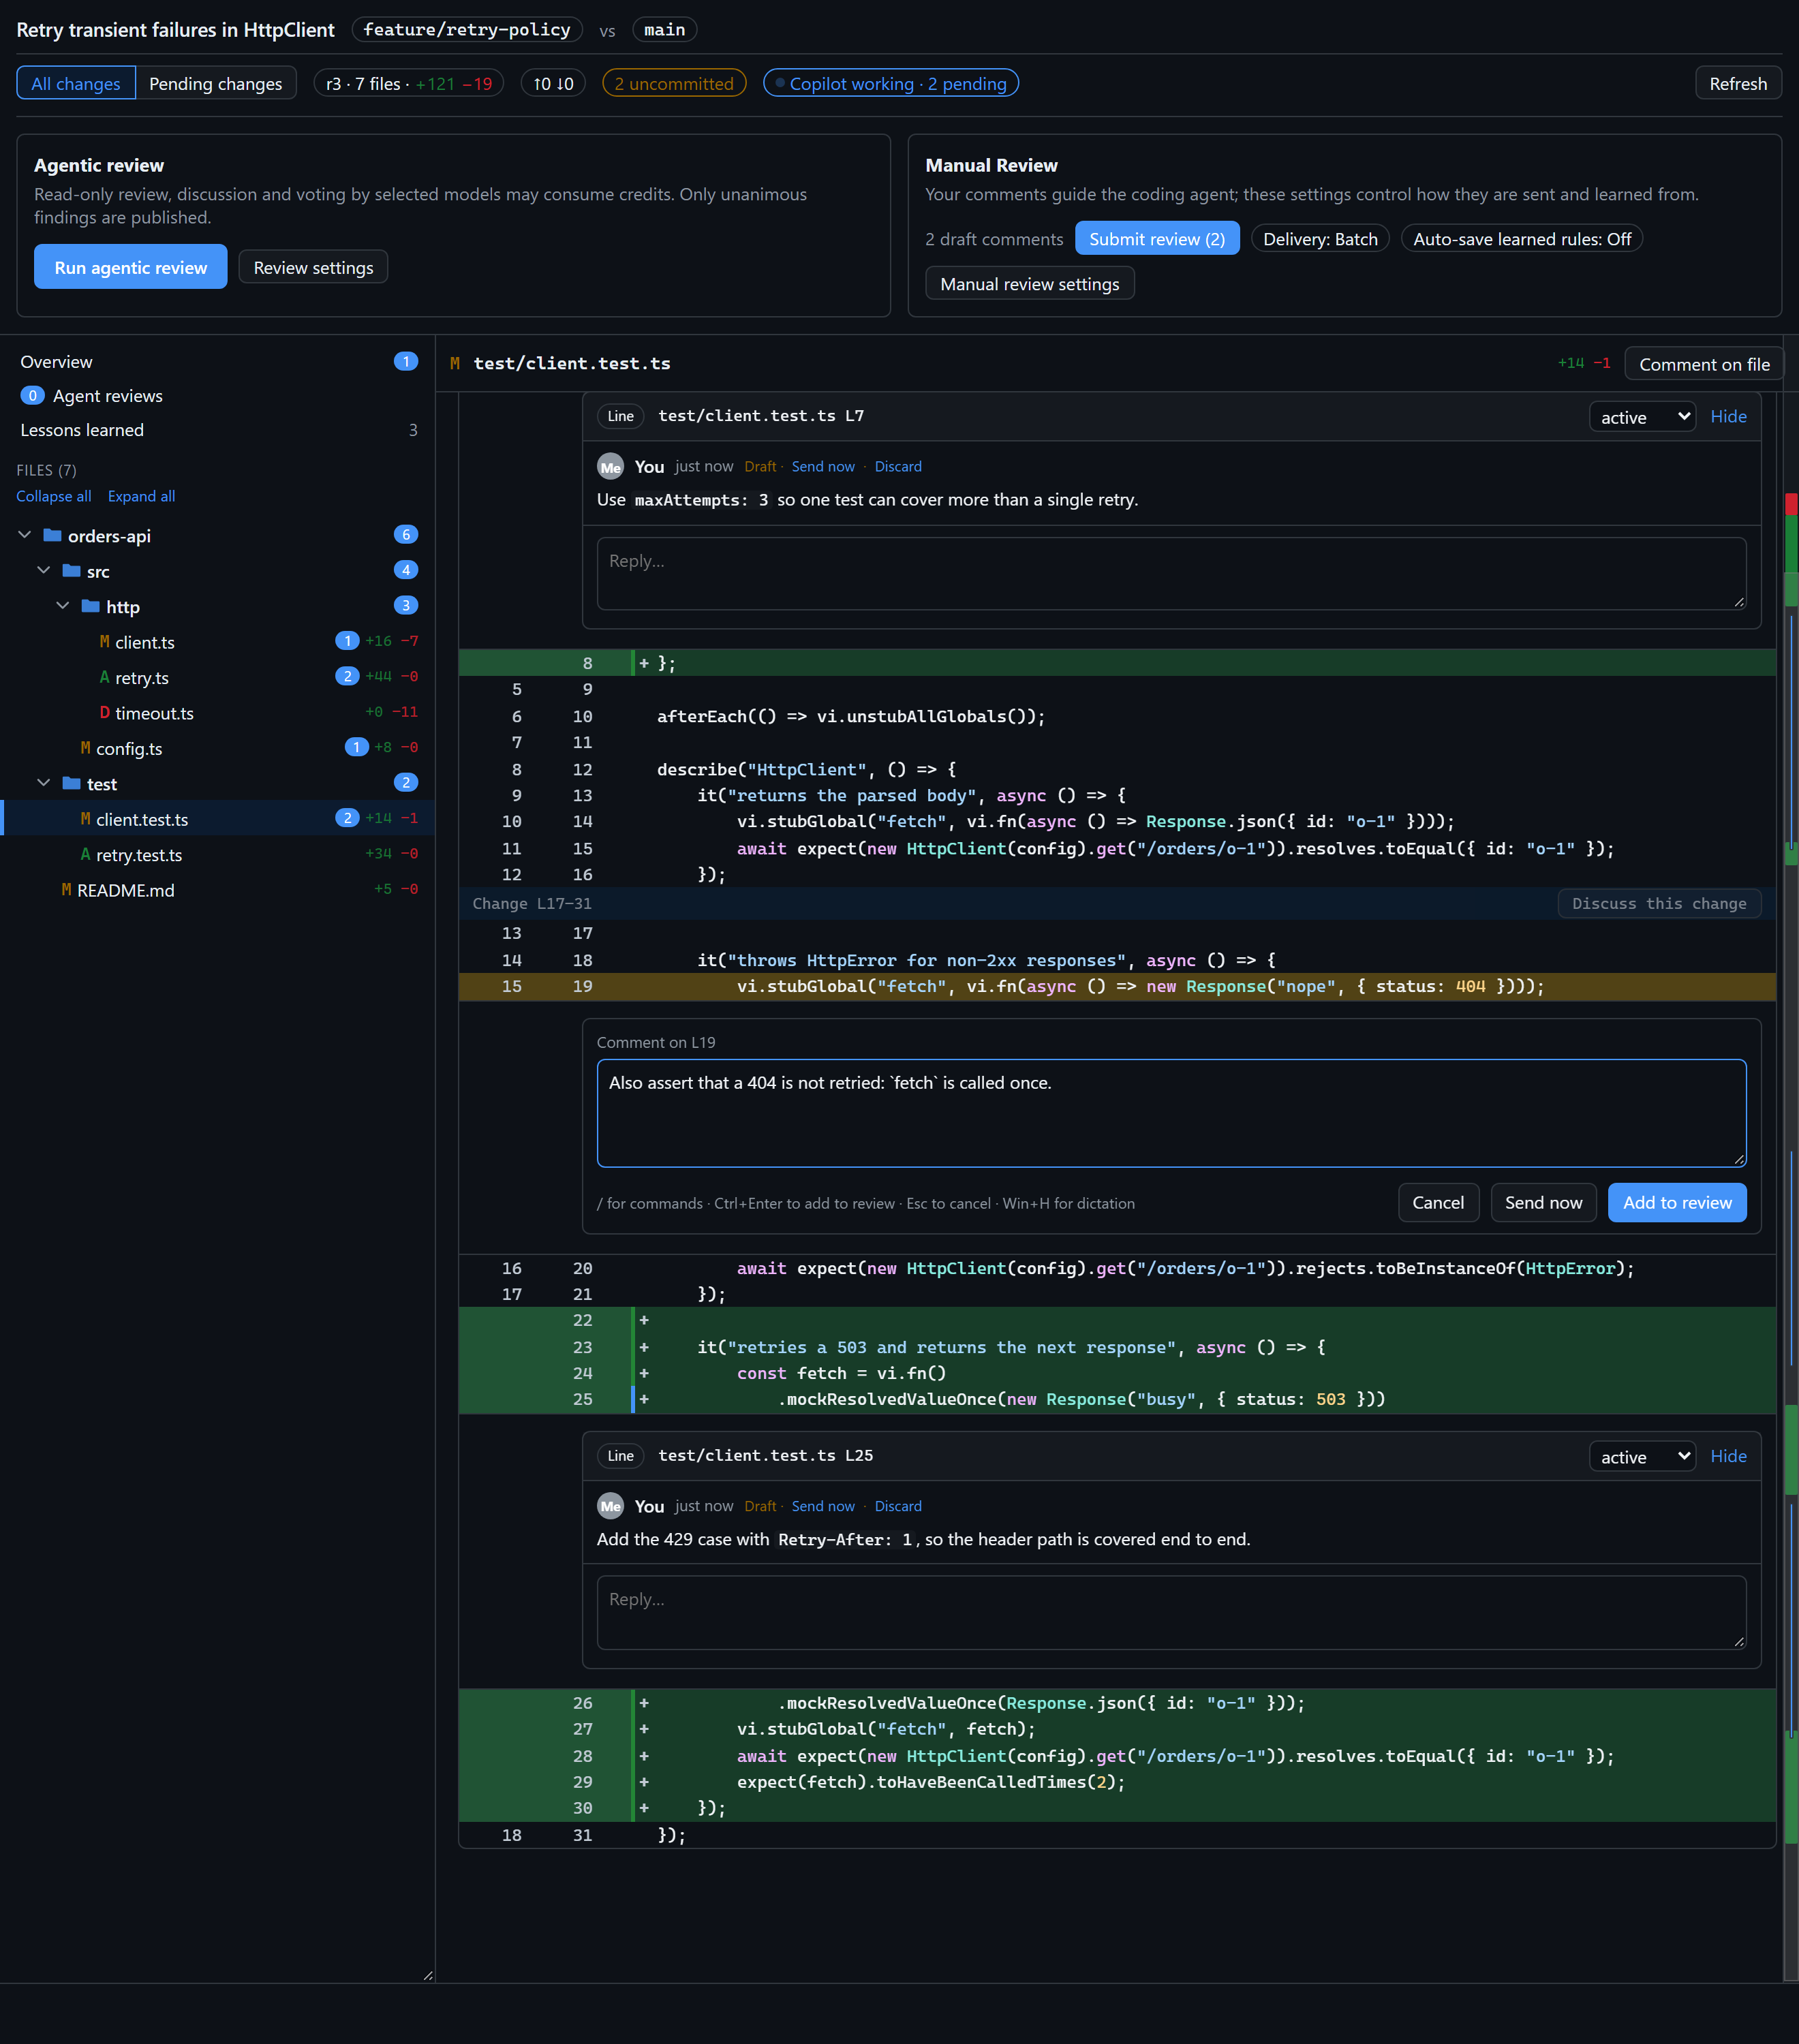 Retry transient failures in HttpClient feature/retry-policy vs main
All changes Pending changes r3 · 7 files · +121 −19 ↑0 ↓0 2 uncommitted Copilot working · 2 pending Refresh
Agentic review
Read-only review, discussion and voting by selected models may consume credits. Only unanimous
findings are published.
Run agentic review Review settings
Manual Review
Your comments guide the coding agent; these settings control how they are sent and learned from.
2 draft comments Submit review (2) Delivery: Batch Auto-save learned rules: Off
Manual review settings
Overview 1
0 Agent reviews
Lessons learned 3
FILES (7)
Collapse all Expand all
orders-api 6
src 4
http 3
M client.ts 1 +16 −7
A retry.ts 2 +44 −0
D timeout.ts +0 −11
M config.ts 1 +8 −0
test 2
M client.test.ts 2 +14 −1
A retry.test.ts +34 −0
M README.md +5 −0
M test/client.test.ts +14 −1 Comment on file
Line test/client.test.ts L7 active Hide
Me You just now Draft · Send now · Discard
Use maxAttempts: 3 so one test can cover more than a single retry.
Reply...
8 + };
5 9
6 10 afterEach(() => vi.unstubAllGlobals());
7 11
8 12 describe("HttpClient", () => {
9 13 it("returns the parsed body", async () => {
10 14 vi.stubGlobal("fetch", vi.fn(async () => Response.json({ id: "o-1" })));
11 15 await expect(new HttpClient(config).get("/orders/o-1")).resolves.toEqual({ id: "o-1" });
12 16 });
Change L17–31 Discuss this change
13 17
14 18 it("throws HttpError for non-2xx responses", async () => {
15 19 vi.stubGlobal("fetch", vi.fn(async () => new Response("nope", { status: 404 })));
Comment on L19
Also assert that a 404 is not retried: `fetch` is called once.
/ for commands · Ctrl+Enter to add to review · Esc to cancel · Win+H for dictation Cancel Send now Add to review
16 20 await expect(new HttpClient(config).get("/orders/o-1")).rejects.toBeInstanceOf(HttpError);
17 21 });
22 +
23 + it("retries a 503 and returns the next response", async () => {
24 + const fetch = vi.fn()
25 + .mockResolvedValueOnce(new Response("busy", { status: 503 }))
Line test/client.test.ts L25 active Hide
Me You just now Draft · Send now · Discard
Add the 429 case with Retry-After: 1, so the header path is covered end to end.
Reply...
26 + .mockResolvedValueOnce(Response.json({ id: "o-1" }));
27 + vi.stubGlobal("fetch", fetch);
28 + await expect(new HttpClient(config).get("/orders/o-1")).resolves.toEqual({ id: "o-1" });
29 + expect(fetch).toHaveBeenCalledTimes(2);
30 + });
18 31 });